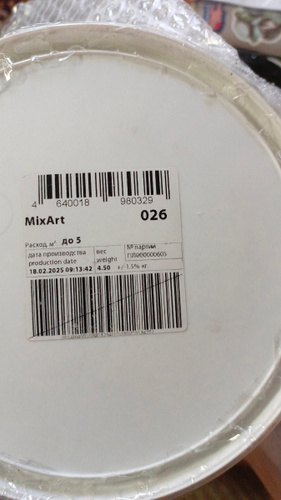 4 640018 980329
MixArt 026
Расход, м² до 5
дата производства вес № партии
production date weight
18.02.2025 09:13:42 4.50 +/- 1.5% кг.